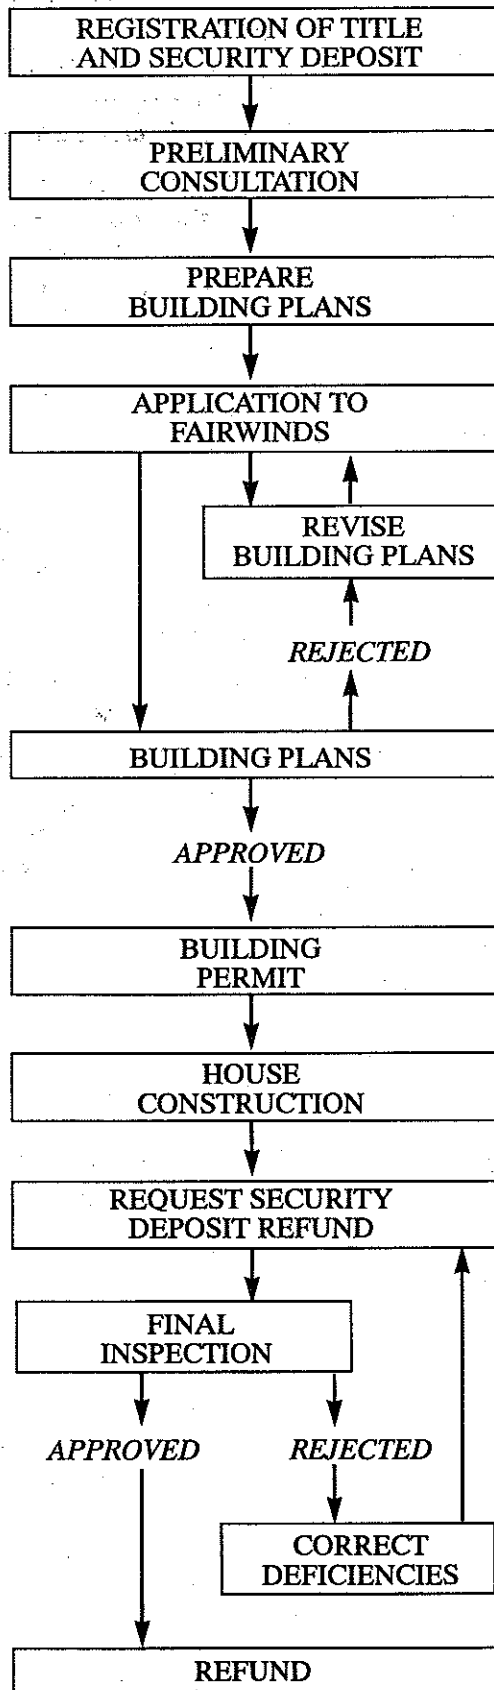 REGISTRATION OF TITLE
AND SECURITY DEPOSIT
PRELIMINARY
CONSULTATION
PREPARE
BUILDING PLANS
APPLICATION TO
FAIRWINDS
REVISE
BUILDING PLANS
REJECTED
BUILDING PLANS
APPROVED
BUILDING
PERMIT
HOUSE
CONSTRUCTION
REQUEST SECURITY
DEPOSIT REFUND
FINAL
INSPECTION
APPROVED
REJECTED
CORRECT
DEFICIENCIES
REFUND